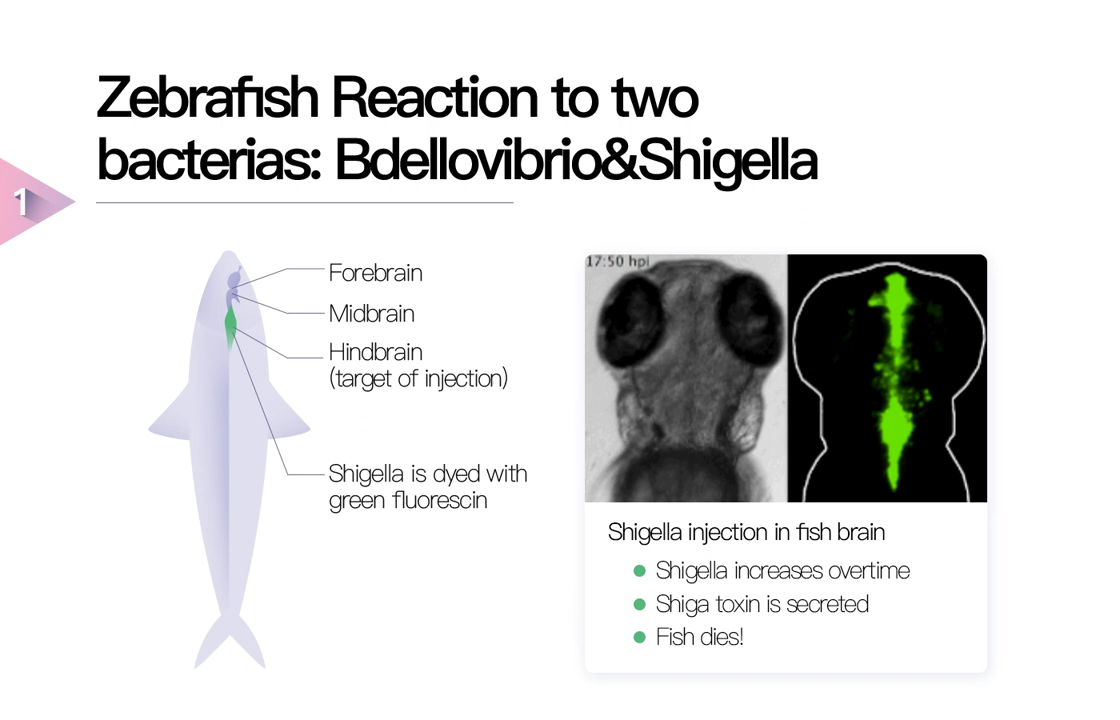 Zebrafish Reaction to two
bacterias: Bdellovibrio&Shigella
1
Forebrain
Midbrain
Hindbrain
(target of injection)
Shigella is dyed with
green fluorescin
17:50 hpi
Shigella injection in fish brain
Shigella increases overtime
Shiga toxin is secreted
Fish dies!